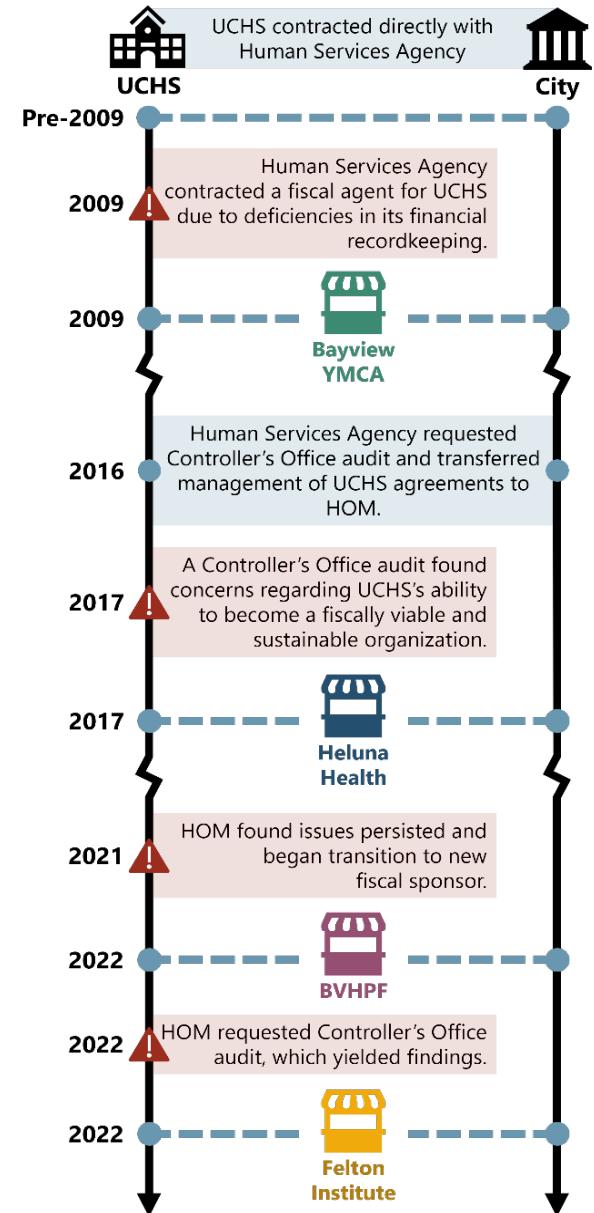 UCHS contracted directly with
Human Services Agency
UCHS
City
Pre-2009
2009
Human Services Agency
contracted a fiscal agent for UCHS
due to deficiencies in its financial
recordkeeping.
2009
Bayview
YMCA
2016
Human Services Agency requested
Controller's Office audit and transferred
management of UCHS agreements to
HOM.
2017
A Controller's Office audit found
concerns regarding UCHS's ability
to become a fiscally viable and
sustainable organization.
2017
Heluna
Health
2021
HOM found issues persisted and
began transition to new
fiscal sponsor.
2022
BVHPF
2022
HOM requested Controller's Office
audit, which yielded findings.
2022
Felton
Institute